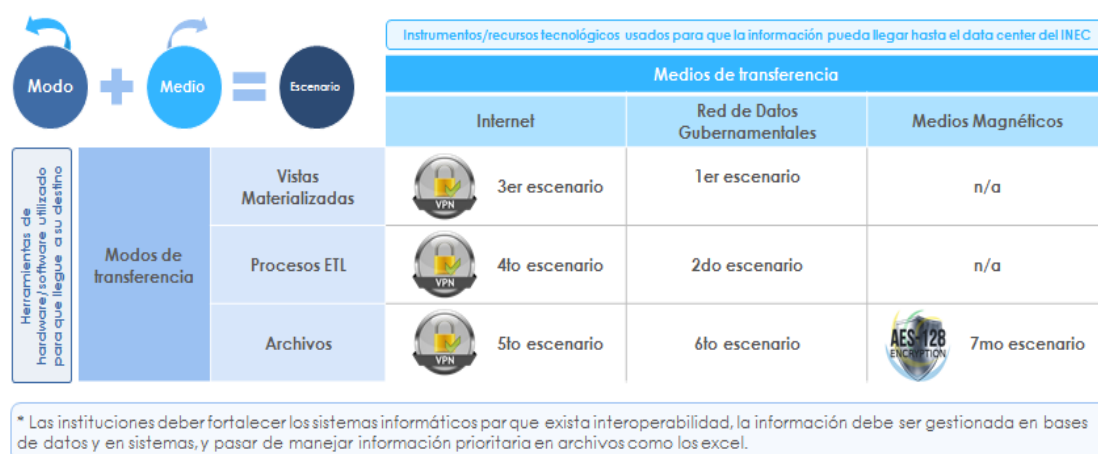 Modo
Medio
Escenario
Instrumentos/recursos tecnológicos usados para que la información pueda llegar hasta el data center del INEC
Medios de transferencia
Internet
Red de Datos
Gubernamentales
Medios Magnéticos
Herramientas de
hardware/software utilizado
para que llegue a su destino
Modos de
transferencia
Vistas
Materializadas
VPN
3er escenario
1er escenario
n/a
Procesos ETL
VPN
4to escenario
2do escenario
n/a
Archivos
VPN
5to escenario
6to escenario
AES-128
ENCRYPTION
7mo escenario
* Las instituciones deber fortalecer los sistemas informáticos par que exista interoperabilidad, la información debe ser gestionada en bases
de datos y en sistemas, y pasar de manejar información prioritaria en archivos como los excel.